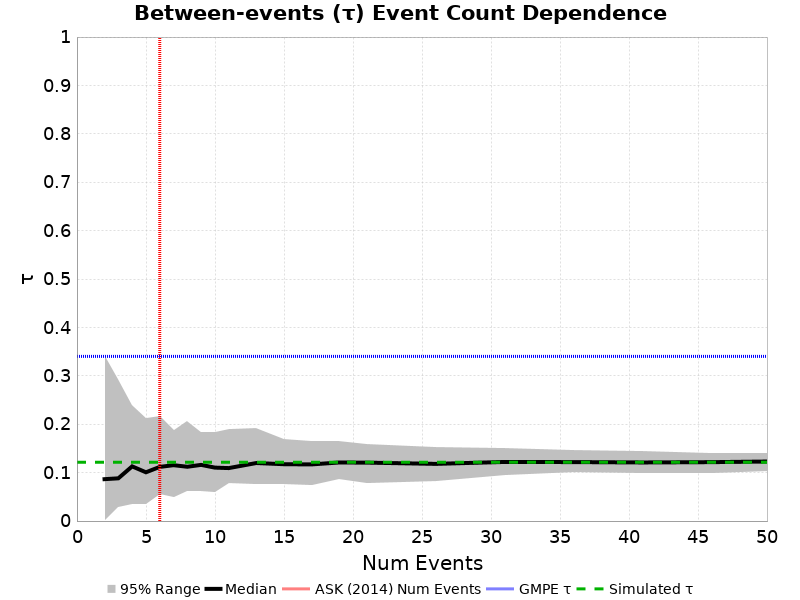 Between-events (τ) Event Count Dependence
1
0.9
0.8
0.7
0.6
0.5
0.4
0.3
0.2
0.1
0
τ
0 5 10 15 20 25 30 35 40 45 50
Num Events
95% Range Median ASK (2014) Num Events GMPE τ Simulated τ